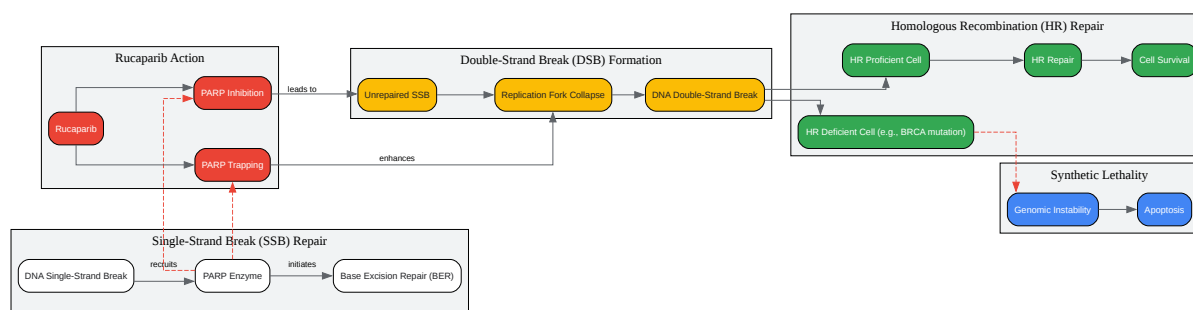 Rucaparib Action
PARP Inhibition
Rucaparib
PARP Trapping
leads to
enhances
Double-Strand Break (DSB) Formation
Unrepaired SSB
Replication Fork Collapse
DNA Double-Strand Break
Homologous Recombination (HR) Repair
HR Proficient Cell
HR Repair
Cell Survival
HR Deficient Cell (e.g., BRCA mutation)
Synthetic Lethality
Genomic Instability
Apoptosis
Single-Strand Break (SSB) Repair
DNA Single-Strand Break
recruits
PARP Enzyme
initiates
Base Excision Repair (BER)